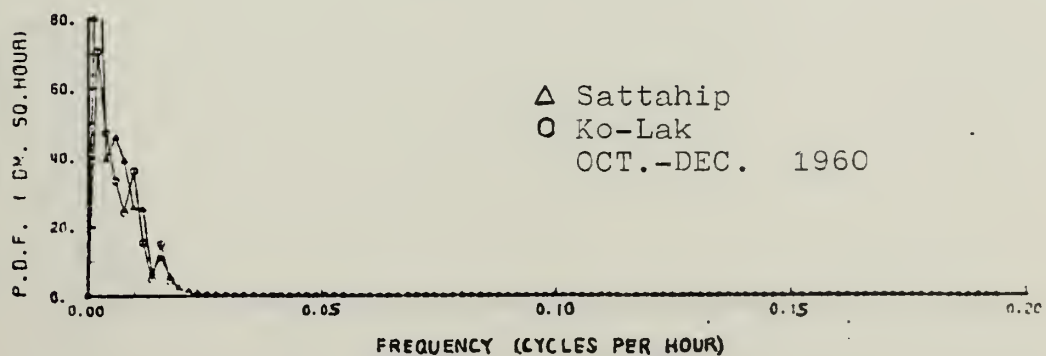 P.D.F. ( DM. SQ.HOUR)
80.
60.
40.
20.
0.
Δ Sattahip
O Ko-Lak
OCT.-DEC. 1960
0.00 0.05 0.10 0.15 0.20
FREQUENCY (CYCLES PER HOUR)